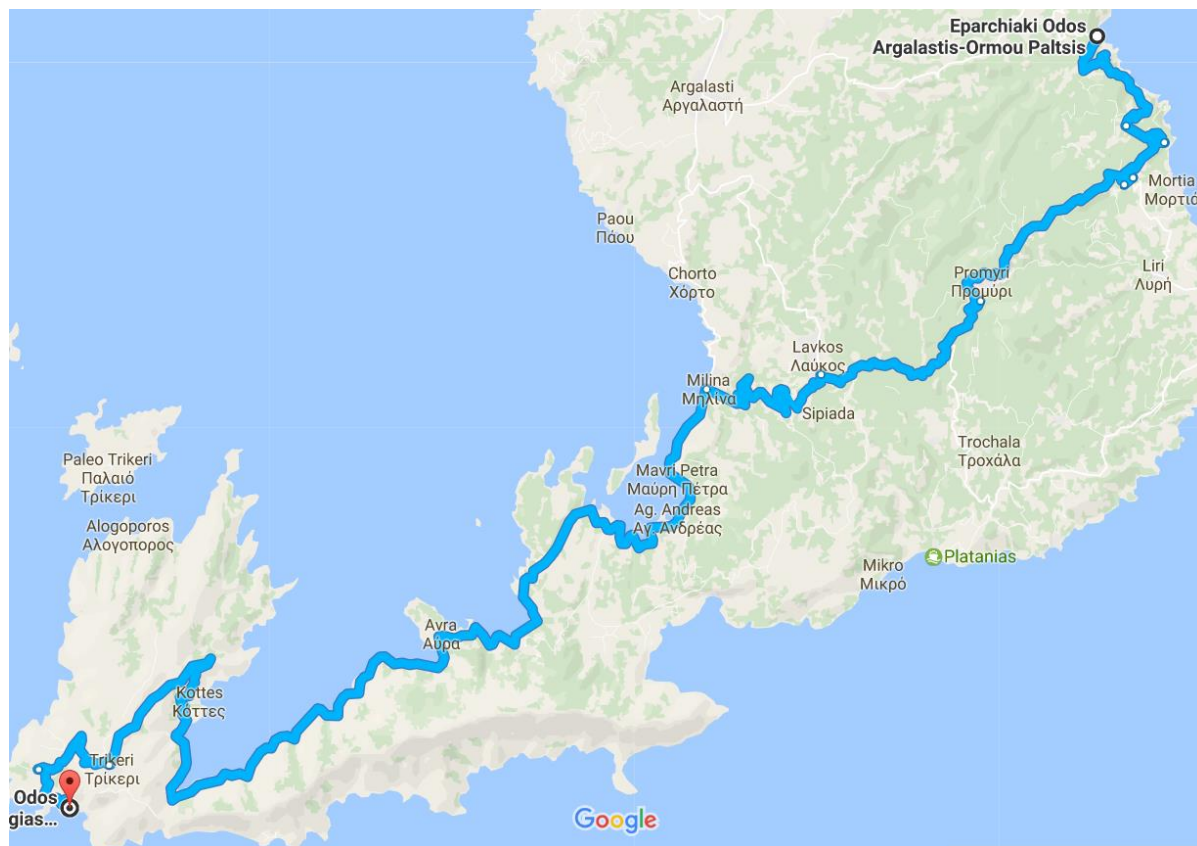 Eparchiaki Odos
Argalastis-Ormou Paltsis
Argalasti
Αργαλαστή
Mortia
Μορτιά
Paou
Πάου
Promyri
Προμύρι
Liri
Λυρή
Chorto
Χόρτο
Lavkos
Λαύκος
Milina
Μηλίνα
Sipiada
Trochala
Τροχάλα
Paleo Trikeri
Παλαιό
Τρίκερι
Mavri Petra
Μαύρη Πέτρα
Ag. Andreas
Αγ. Ανδρέας
Alogoporos
Αλογοπορος
Platanias
Mikro
Μικρό
Avra
Αύρα
Kottes
Κόττες
Trikeri
Τρίκερι
Odos
gias...
Google